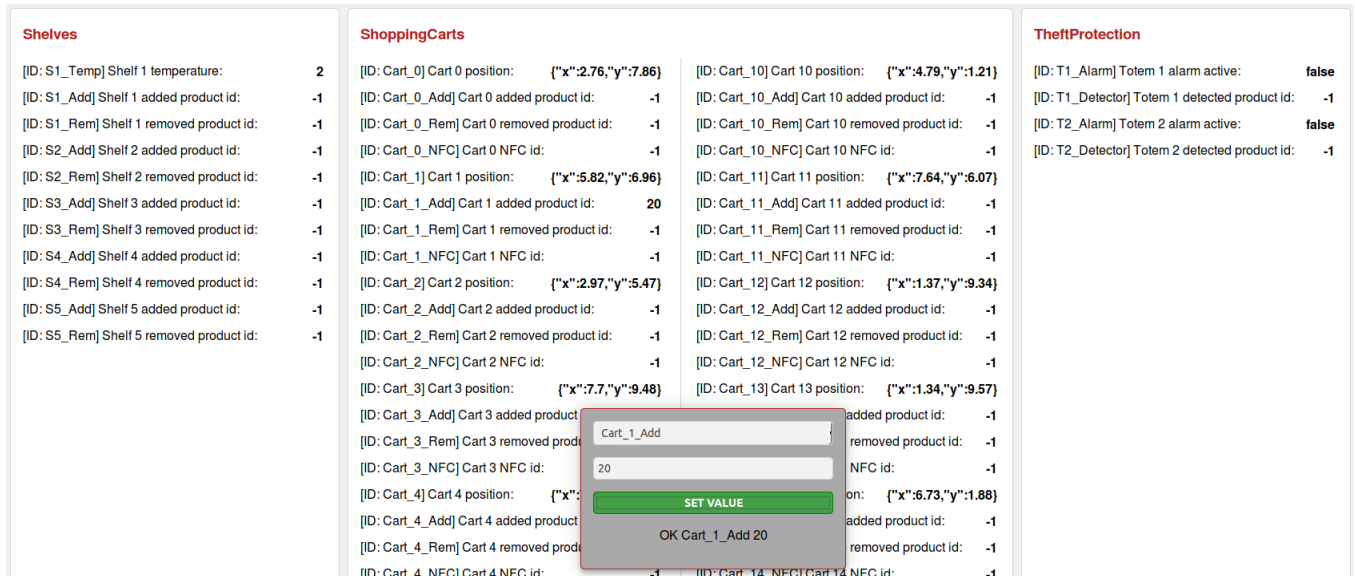 Shelves
[ID: S1_Temp] Shelf 1 temperature: 2
[ID: S1_Add] Shelf 1 added product id: -1
[ID: S1_Rem] Shelf 1 removed product id: -1
[ID: S2_Add] Shelf 2 added product id: -1
[ID: S2_Rem] Shelf 2 removed product id: -1
[ID: S3_Add] Shelf 3 added product id: -1
[ID: S3_Rem] Shelf 3 removed product id: -1
[ID: S4_Add] Shelf 4 added product id: -1
[ID: S4_Rem] Shelf 4 removed product id: -1
[ID: S5_Add] Shelf 5 added product id: -1
[ID: S5_Rem] Shelf 5 removed product id: -1
ShoppingCarts
[ID: Cart_0] Cart 0 position: {"x":2.76,"y":7.86}
[ID: Cart_0_Add] Cart 0 added product id: -1
[ID: Cart_0_Rem] Cart 0 removed product id: -1
[ID: Cart_0_NFC] Cart 0 NFC id: -1
[ID: Cart_1] Cart 1 position: {"x":5.82,"y":6.96}
[ID: Cart_1_Add] Cart 1 added product id: 20
[ID: Cart_1_Rem] Cart 1 removed product id: -1
[ID: Cart_1_NFC] Cart 1 NFC id: -1
[ID: Cart_2] Cart 2 position: {"x":2.97,"y":5.47}
[ID: Cart_2_Add] Cart 2 added product id: -1
[ID: Cart_2_Rem] Cart 2 removed product id: -1
[ID: Cart_2_NFC] Cart 2 NFC id: -1
[ID: Cart_3] Cart 3 position: {"x":7.7,"y":9.48}
[ID: Cart_3_Add] Cart 3 added product
[ID: Cart_3_Rem] Cart 3 removed produ
[ID: Cart_3_NFC] Cart 3 NFC id:
[ID: Cart_4] Cart 4 position: {"x":
[ID: Cart_4_Add] Cart 4 added product
[ID: Cart_4_Rem] Cart 4 removed produ
[ID: Cart_4_NFC] Cart 4 NFC id: -1
[ID: Cart_10] Cart 10 position: {"x":4.79,"y":1.21}
[ID: Cart_10_Add] Cart 10 added product id: -1
[ID: Cart_10_Rem] Cart 10 removed product id: -1
[ID: Cart_10_NFC] Cart 10 NFC id: -1
[ID: Cart_11] Cart 11 position: {"x":7.64,"y":6.07}
[ID: Cart_11_Add] Cart 11 added product id: -1
[ID: Cart_11_Rem] Cart 11 removed product id: -1
[ID: Cart_11_NFC] Cart 11 NFC id: -1
[ID: Cart_12] Cart 12 position: {"x":1.37,"y":9.34}
[ID: Cart_12_Add] Cart 12 added product id: -1
[ID: Cart_12_Rem] Cart 12 removed product id: -1
[ID: Cart_12_NFC] Cart 12 NFC id: -1
[ID: Cart_13] Cart 13 position: {"x":1.34,"y":9.57}
added product id: -1
removed product id: -1
NFC id: -1
on: {"x":6.73,"y":1.88}
added product id: -1
removed product id: -1
[ID: Cart_14_NFC] Cart 14 NFC id: -1
Cart_1_Add
20
SET VALUE
OK Cart_1_Add 20
TheftProtection
[ID: T1_Alarm] Totem 1 alarm active: false
[ID: T1_Detector] Totem 1 detected product id: -1
[ID: T2_Alarm] Totem 2 alarm active: false
[ID: T2_Detector] Totem 2 detected product id: -1